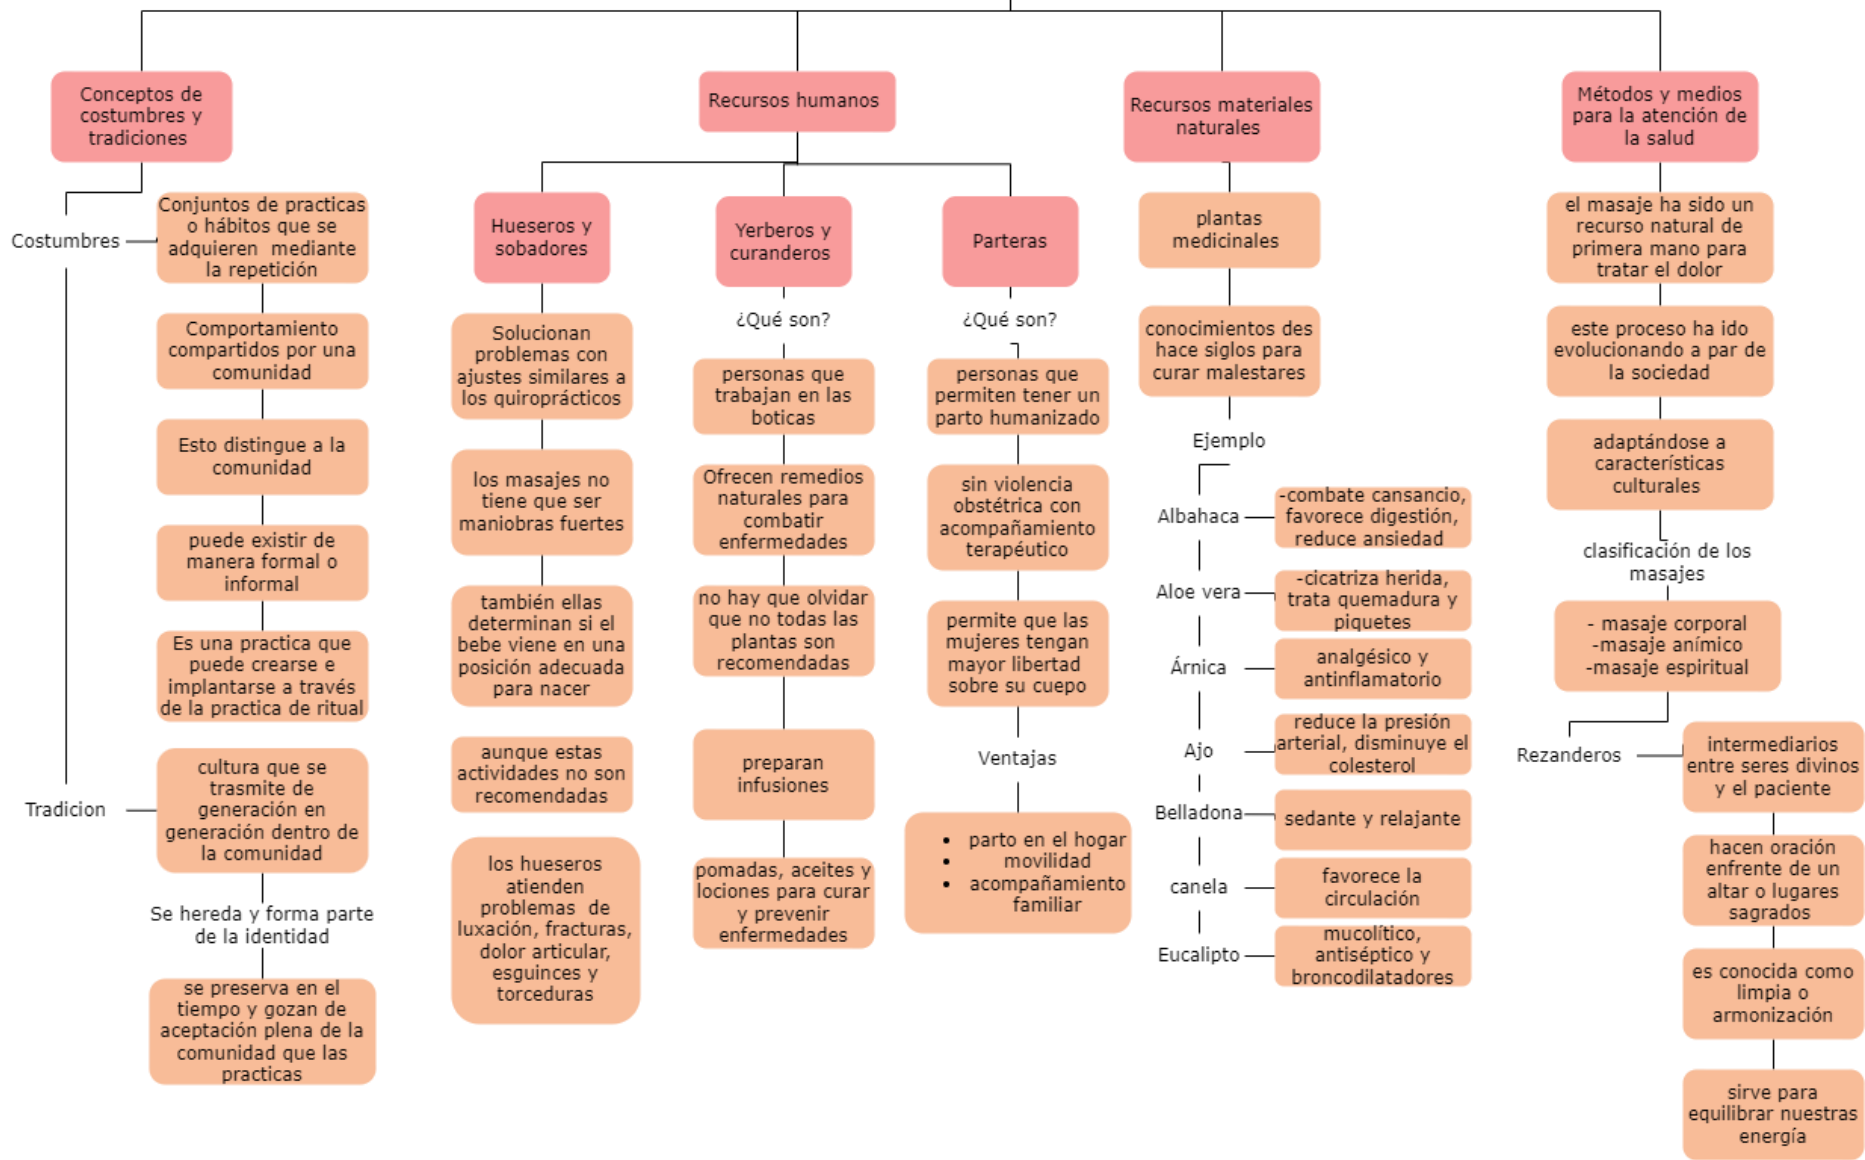 Conceptos de
costumbres y
tradiciones
Costumbres
Conjuntos de practicas
o hábitos que se
adquieren mediante
la repetición
Comportamiento
compartidos por una
comunidad
Esto distingue a la
comunidad
puede existir de
manera formal o
informal
Es una practica que
puede crearse e
implantarse a través
de la practica de ritual
Tradicion
cultura que se
trasmite de
generación en
generación dentro de
la comunidad
Se hereda y forma parte
de la identidad
se preserva en el
tiempo y gozan de
aceptación plena de la
comunidad que las
practicas
Recursos humanos
Hueseros y
sobadores
Solucionan
problemas con
ajustes similares a
los quiroprácticos
los masajes no
tiene que ser
maniobras fuertes
también ellas
determinan si el
bebe viene en una
posición adecuada
para nacer
aunque estas
actividades no son
recomendadas
los hueseros
atienden
problemas de
luxación, fracturas,
dolor articular,
esguinces y
torceduras
Yerberos y
curanderos
¿Qué son?
personas que
trabajan en las
boticas
Ofrecen remedios
naturales para
combatir
enfermedades
no hay que olvidar
que no todas las
plantas son
recomendadas
preparan
infusiones
pomadas, aceites y
lociones para curar
y prevenir
enfermedades
Parteras
¿Qué son?
personas que
permiten tener un
parto humanizado
sin violencia
obstétrica con
acompañamiento
terapéutico
permite que las
mujeres tengan
mayor libertad
sobre su cuepo
Ventajas
• parto en el hogar
• movilidad
• acompañamiento
familiar
Recursos materiales
naturales
plantas
medicinales
conocimientos des
hace siglos para
curar malestares
Ejemplo
Albahaca
-combate cansancio,
favorece digestión,
reduce ansiedad
Aloe vera
-cicatriza herida,
trata quemadura y
piquetes
Árnica
analgésico y
antinflamatorio
Ajo
reduce la presión
arterial, disminuye el
colesterol
Belladona
sedante y relajante
canela
favorece la
circulación
Eucalipto
mucolítico,
antiséptico y
broncodilatadores
Métodos y medios
para la atención de
la salud
el masaje ha sido un
recurso natural de
primera mano para
tratar el dolor
este proceso ha ido
evolucionando a par de
la sociedad
adaptándose a
características
culturales
clasificación de los
masajes
- masaje corporal
-masaje anímico
-masaje espiritual
Rezanderos
intermediarios
entre seres divinos
y el paciente
hacen oración
enfrente de un
altar o lugares
sagrados
es conocida como
limpia o
armonización
sirve para
equilibrar nuestras
energía